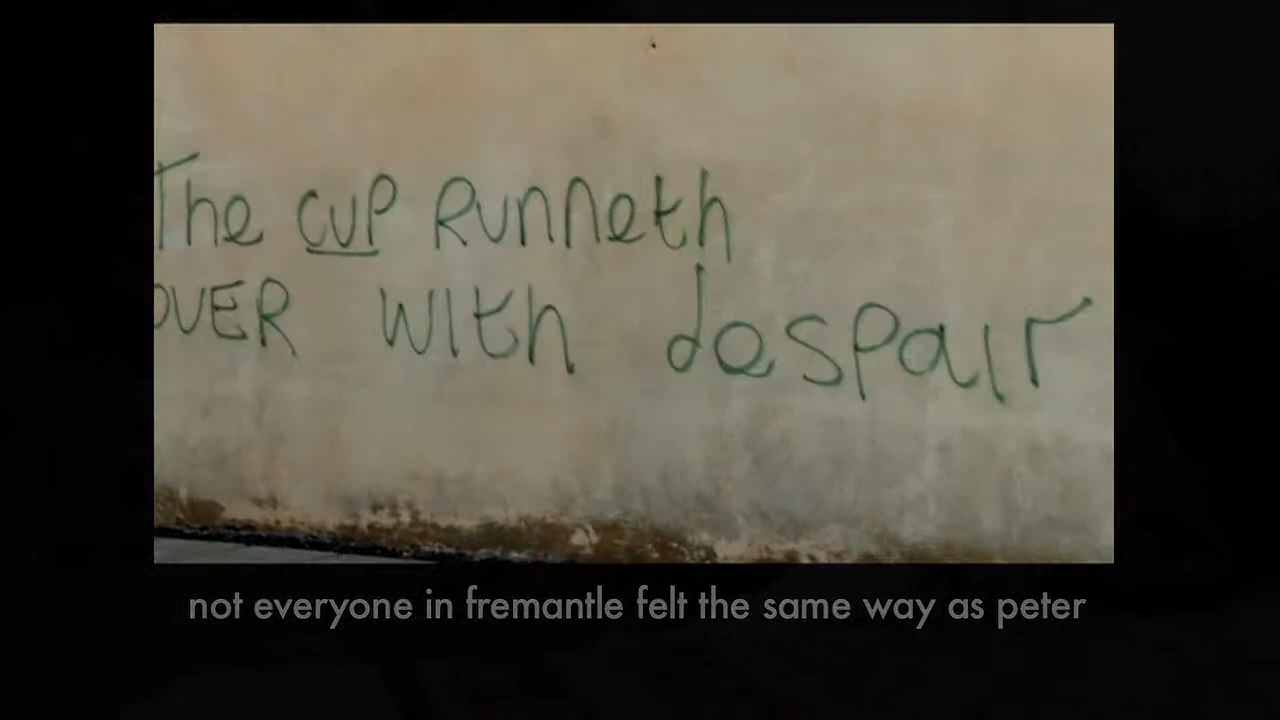 The CUP Runneth
OVER WITH despair
not everyone in fremantle felt the same way as peter